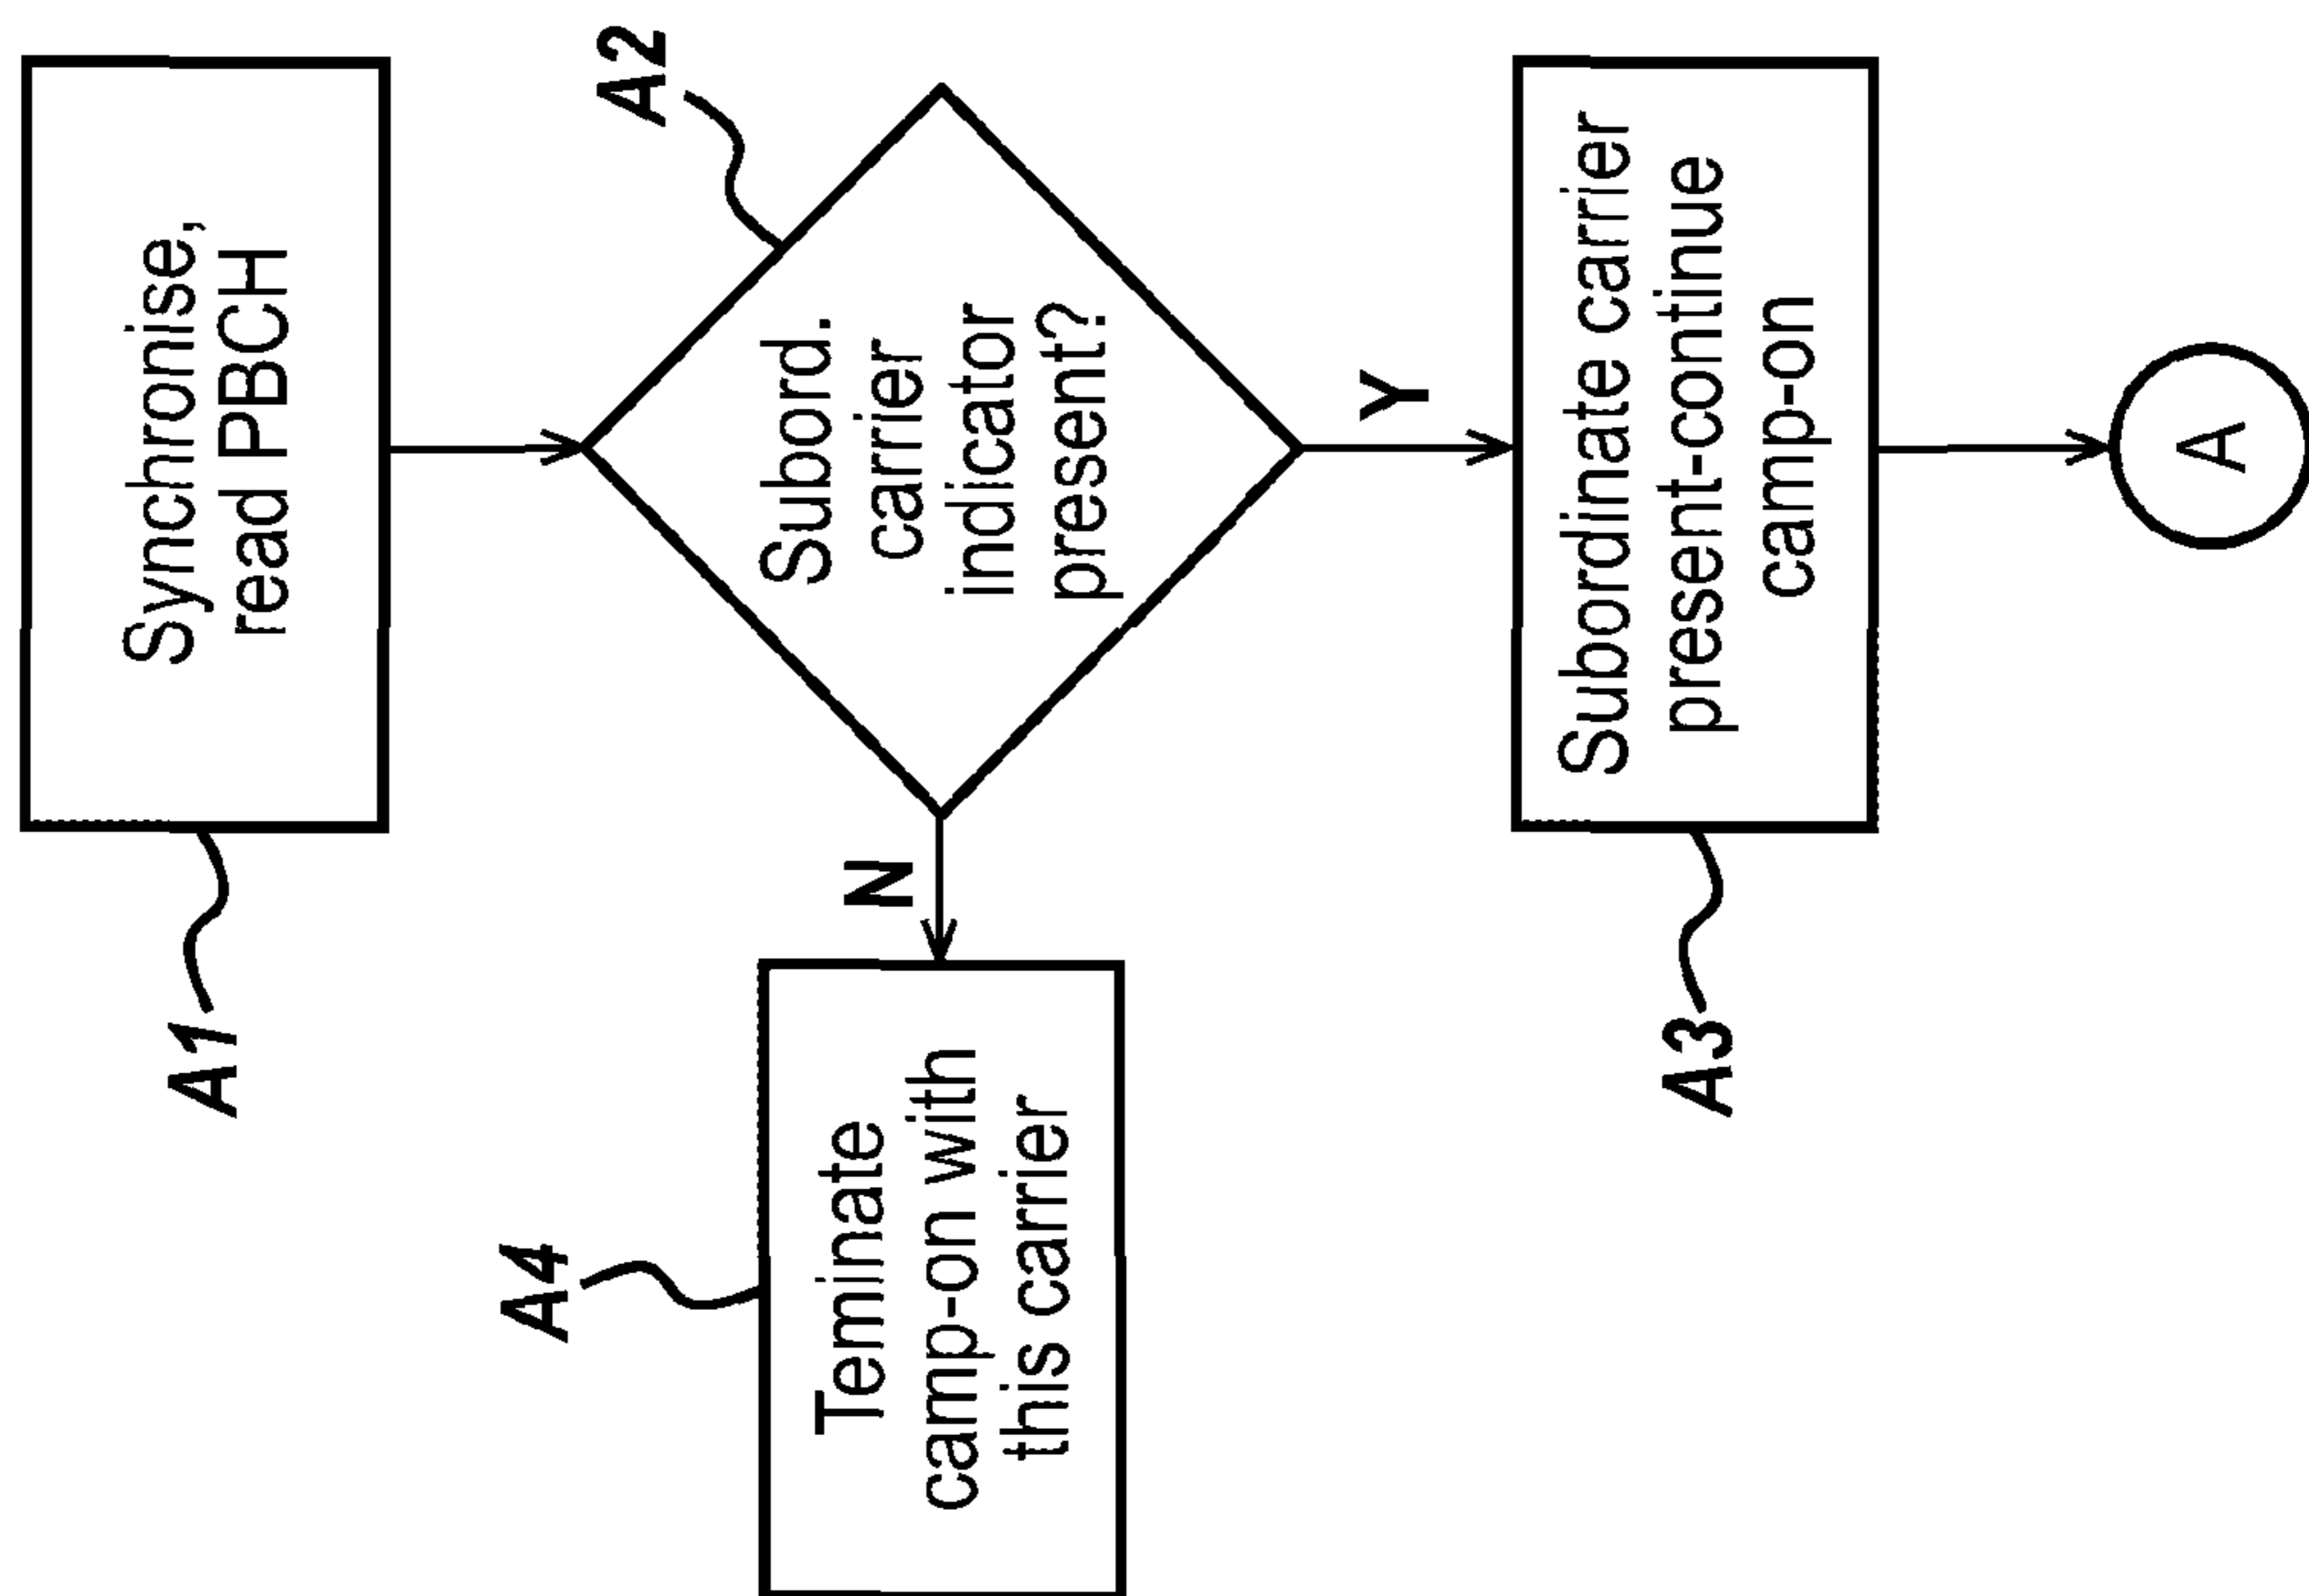 A1
Synchronise,
read PBCH
A2
Subord.
carrier
indicator
present?
N
Y
A4
Teminate
camp-on with
this carrier
A3
Subordinate carrier
present-continue
camp-on
A